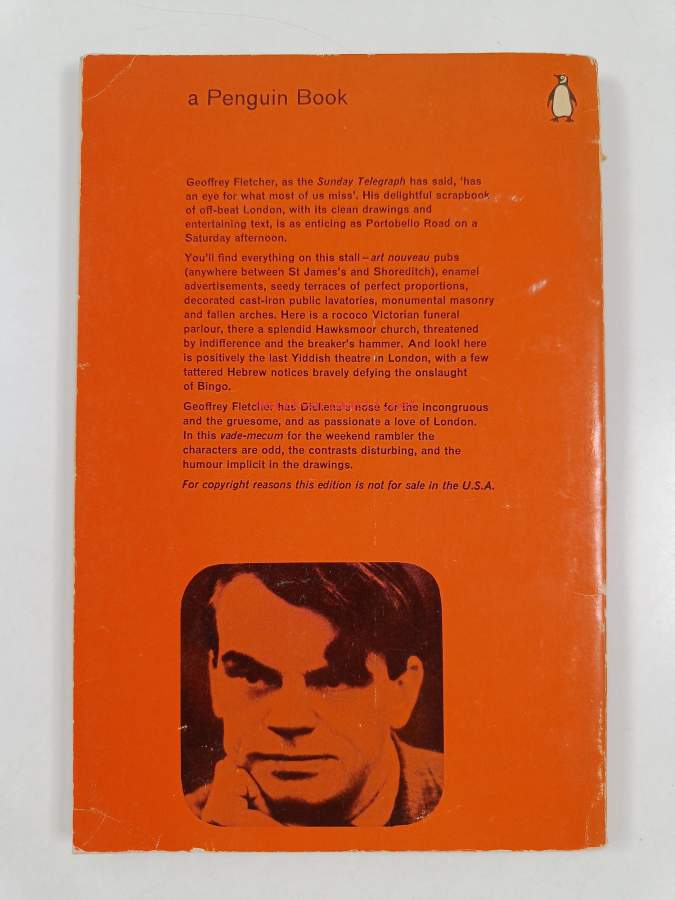 a Penguin Book
Geoffrey Fletcher, as the Sunday Telegraph has said, 'has
an eye for what most of us miss'. His delightful scrapbook
of off-beat London, with its clean drawings and
entertaining text, is as enticing as Portobello Road on a
Saturday afternoon.
You'll find everything on this stall – art nouveau pubs
(anywhere between St James's and Shoreditch), enamel
advertisements, seedy terraces of perfect proportions,
decorated cast-iron public lavatories, monumental masonry
and fallen arches. Here is a rococo Victorian funeral
parlour, there a splendid Hawksmoor church, threatened
by indifference and the breaker's hammer. And look! here
is positively the last Yiddish theatre in London, with a few
tattered Hebrew notices bravely defying the onslaught
of Bingo.
Geoffrey Fletcher has Dickens's nose for the incongruous
and the gruesome, and as passionate a love of London.
In this vade-mecum for the weekend rambler the
characters are odd, the contrasts disturbing, and the
humour implicit in the drawings.
For copyright reasons this edition is not for sale in the U.S.A.